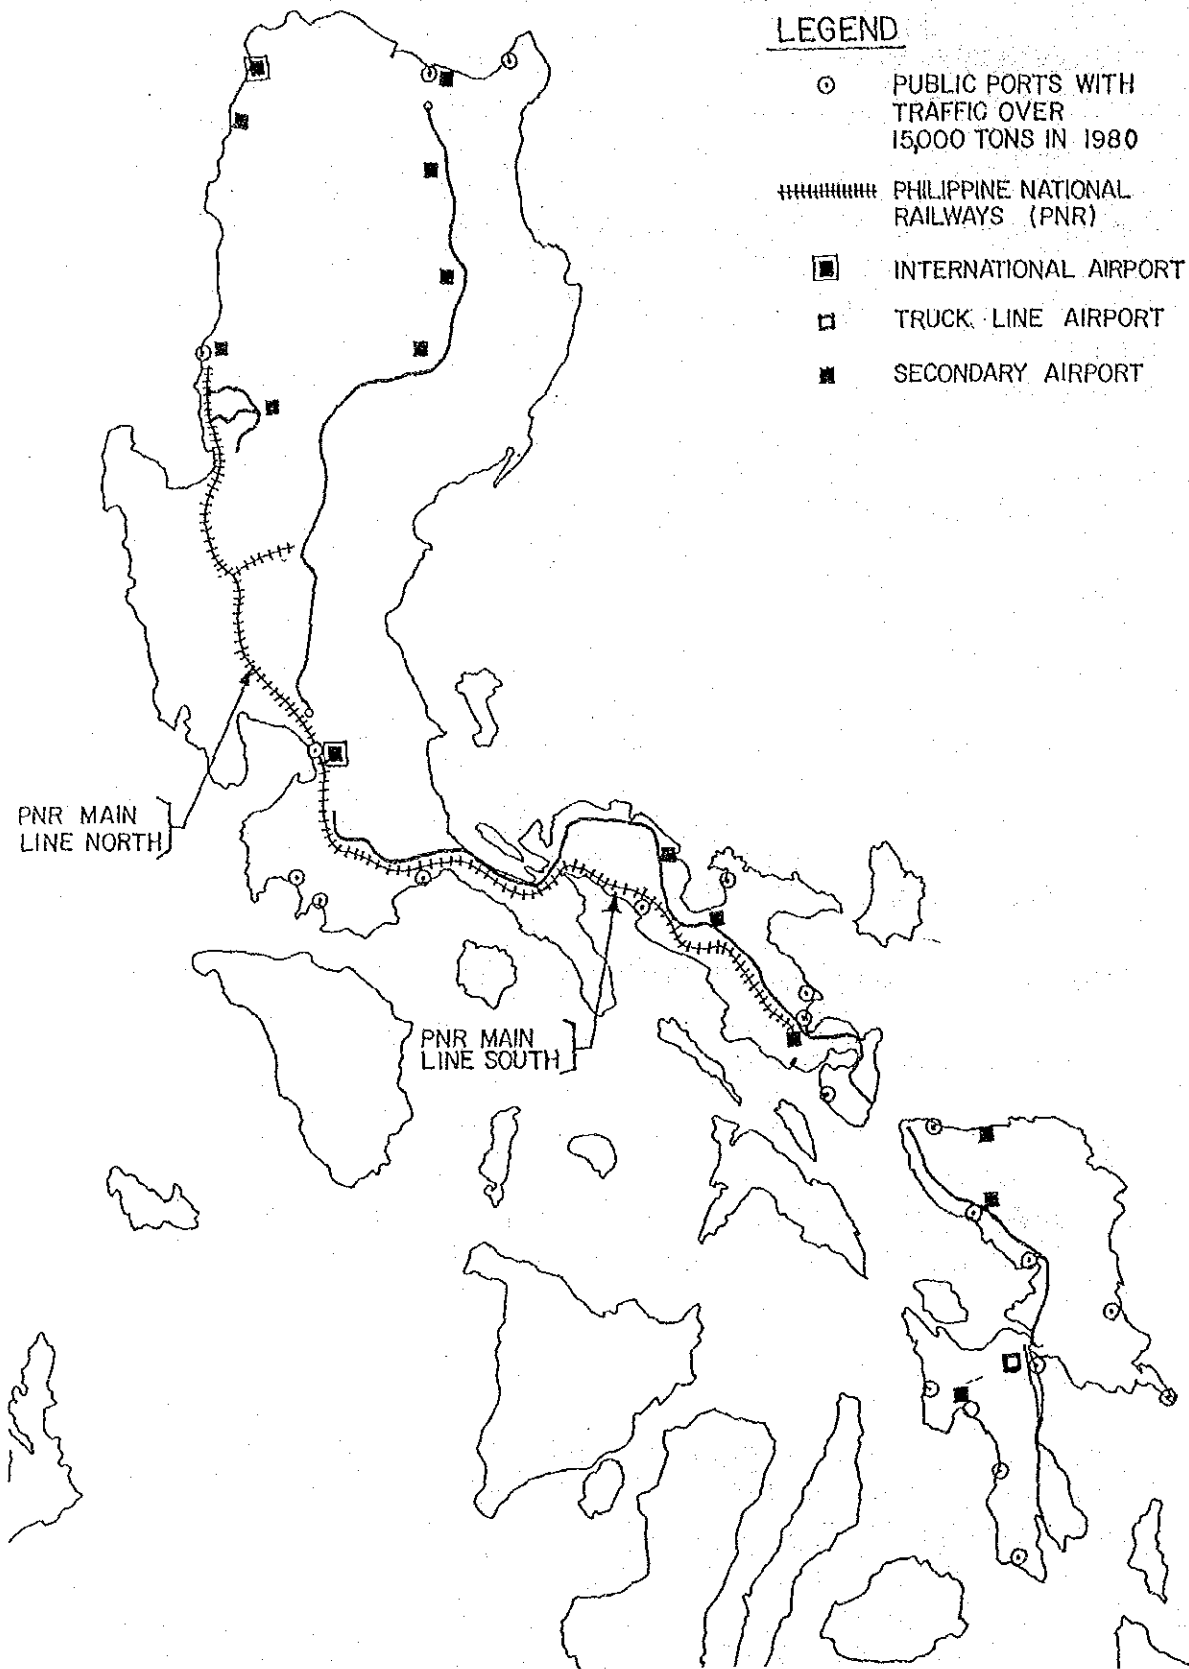 LEGEND
PUBLIC PORTS WITH
TRAFFIC OVER
15,000 TONS IN 1980
PHILIPPINE NATIONAL
RAILWAYS (PNR)
INTERNATIONAL AIRPORT
TRUCK LINE AIRPORT
SECONDARY AIRPORT
PNR MAIN
LINE NORTH
PNR MAIN
LINE SOUTH